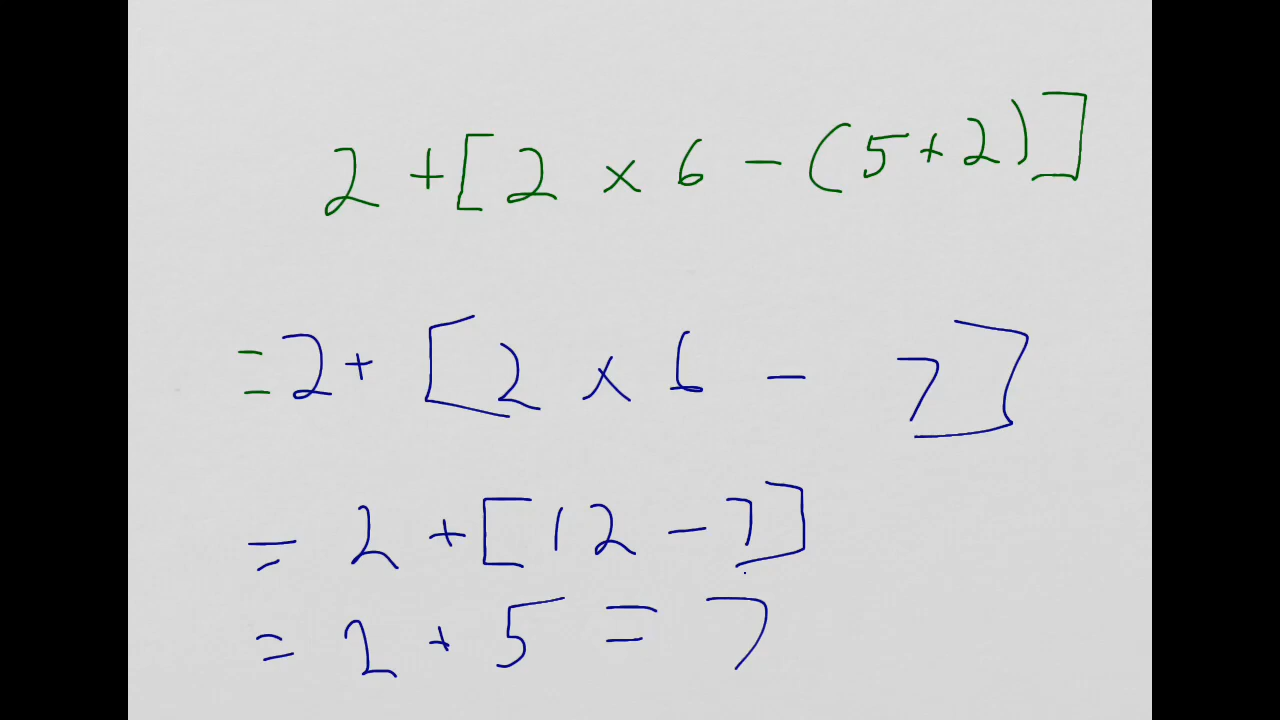 2 + [2 × 6 - (5 + 2)]
= 2 + [2 × 6 - 7]
= 2 + [12 - 7]
= 2 + 5 = 7